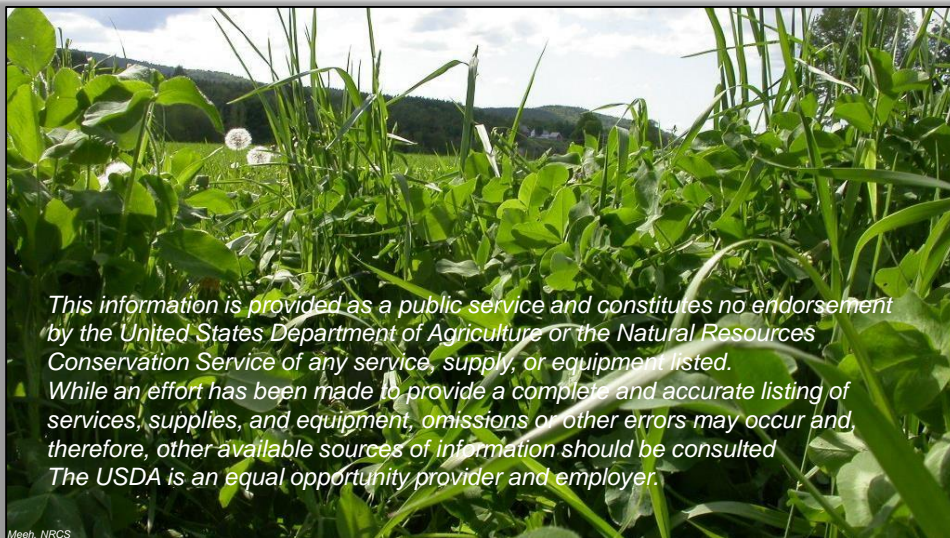 This information is provided as a public service and constitutes no endorsement
by the United States Department of Agriculture or the Natural Resources
Conservation Service of any service, supply, or equipment listed.
While an effort has been made to provide a complete and accurate listing of
services, supplies, and equipment, omissions or other errors may occur and,
therefore, other available sources of information should be consulted
The USDA is an equal opportunity provider and employer.
Meeh, NRCS